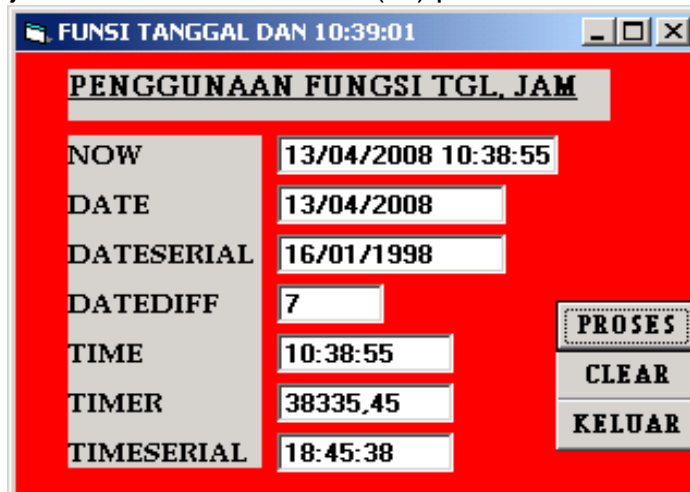 FUNSI TANGGAL DAN 10:39:01
PENGGUNAAN FUNGSI TGL, JAM
NOW 13/04/2008 10:38:55
DATE 13/04/2008
DATESERIAL 16/01/1998
DATEDIFF 7
PROSES
TIME 10:38:55
CLEAR
TIMER 38335,45
KELUAR
TIMESERIAL 18:45:38